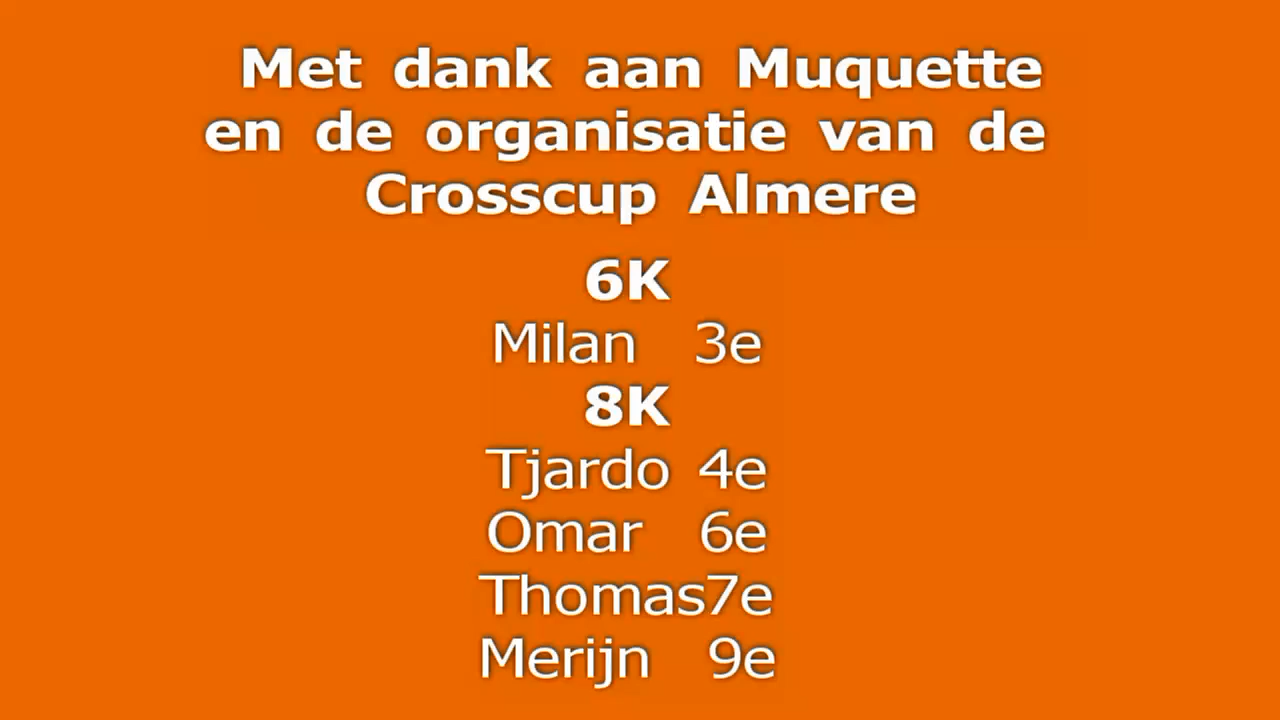 Met dank aan Muquette
en de organisatie van de
Crosscup Almere
6K
Milan 3e
8K
Tjardo 4e
Omar 6e
Thomas7e
Merijn 9e